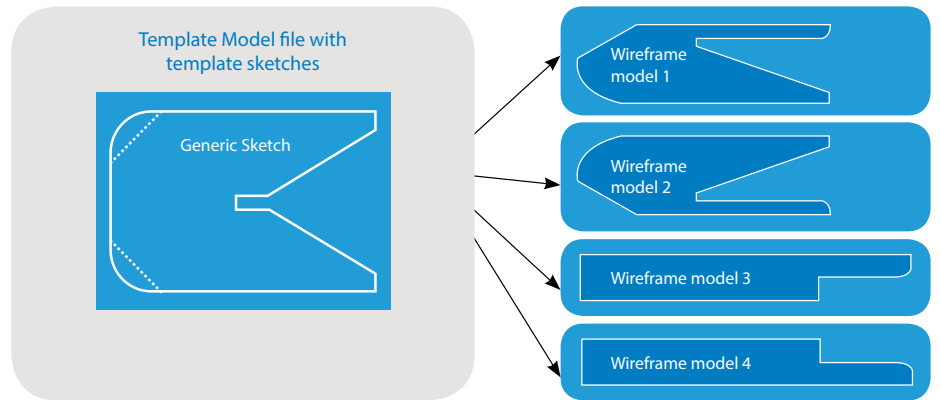 Template Model file with
template sketches
Generic Sketch
Wireframe
model 1
Wireframe
model 2
Wireframe model 3
Wireframe model 4